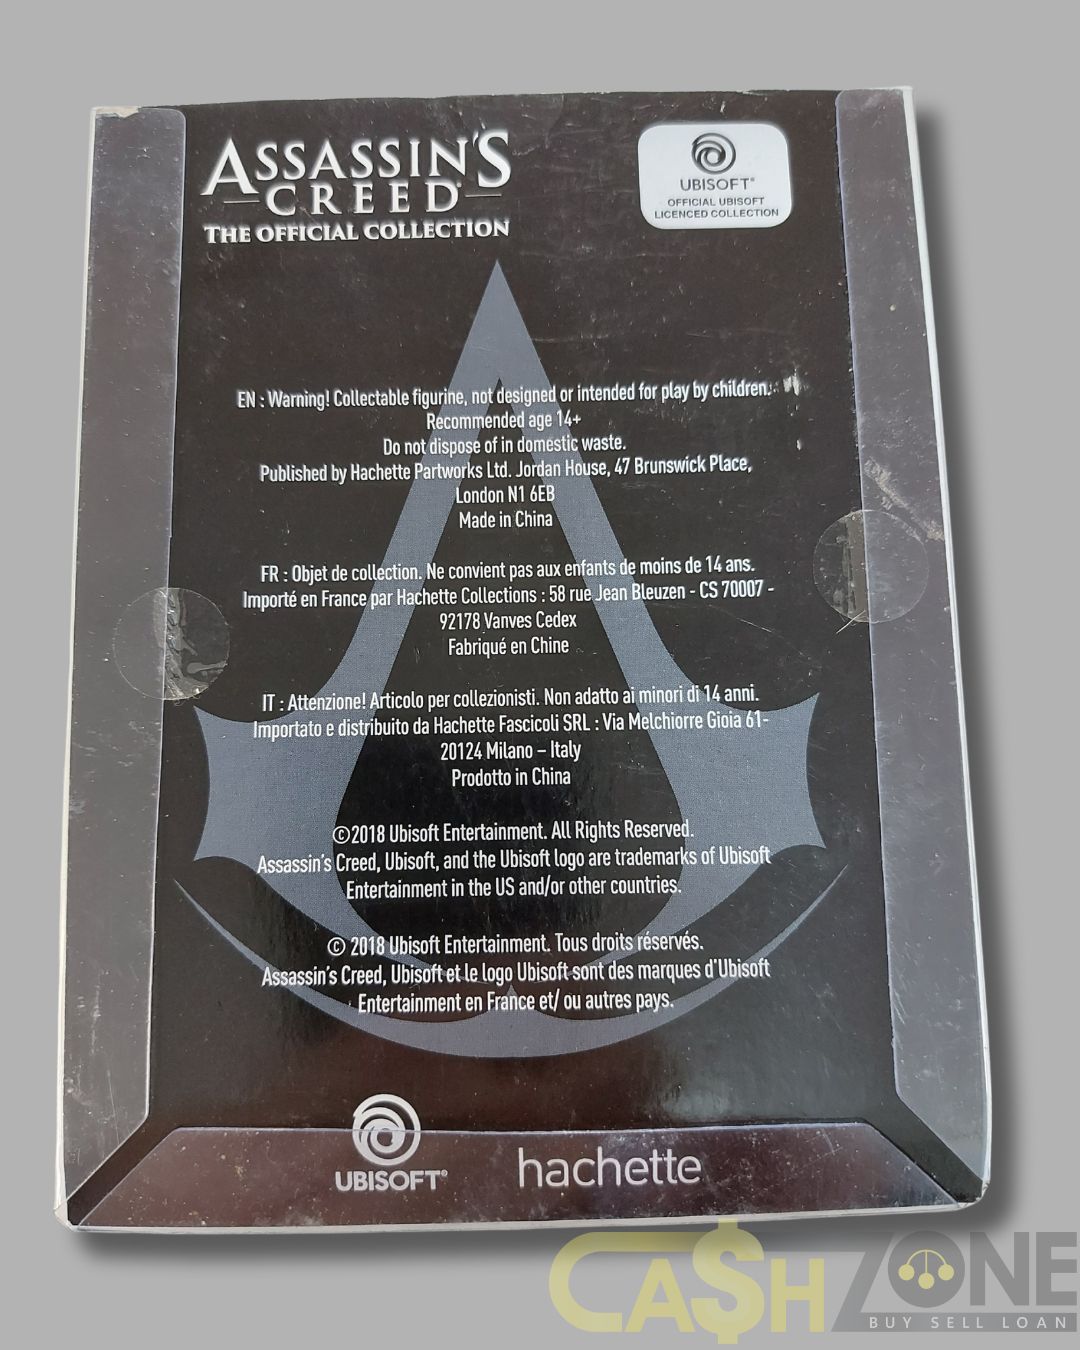 ASSASSIN'S
CREED®
THE OFFICIAL COLLECTION
UBISOFT®
OFFICIAL UBISOFT
LICENCED COLLECTION
EN : Warning! Collectable figurine, not designed or intended for play by children.
Recommended age 14+
Do not dispose of in domestic waste.
Published by Hachette Partworks Ltd. Jordan House, 47 Brunswick Place,
London N1 6EB
Made in China
FR : Objet de collection. Ne convient pas aux enfants de moins de 14 ans.
Importé en France par Hachette Collections : 58 rue Jean Bleuzen - CS 70007 -
92178 Vanves Cedex
Fabriqué en Chine
IT : Attenzione! Articolo per collezionisti. Non adatto ai minori di 14 anni.
Importato e distribuito da Hachette Fascicoli SRL : Via Melchiorre Gioia 61-
20124 Milano – Italy
Prodotto in China
©2018 Ubisoft Entertainment. All Rights Reserved.
Assassin's Creed, Ubisoft, and the Ubisoft logo are trademarks of Ubisoft
Entertainment in the US and/or other countries.
© 2018 Ubisoft Entertainment. Tous droits réservés.
Assassin's Creed, Ubisoft et le logo Ubisoft sont des marques d'Ubisoft
Entertainment en France et/ ou autres pays.
UBISOFT®
hachette
CA$HZONE
BUY SELL LOAN